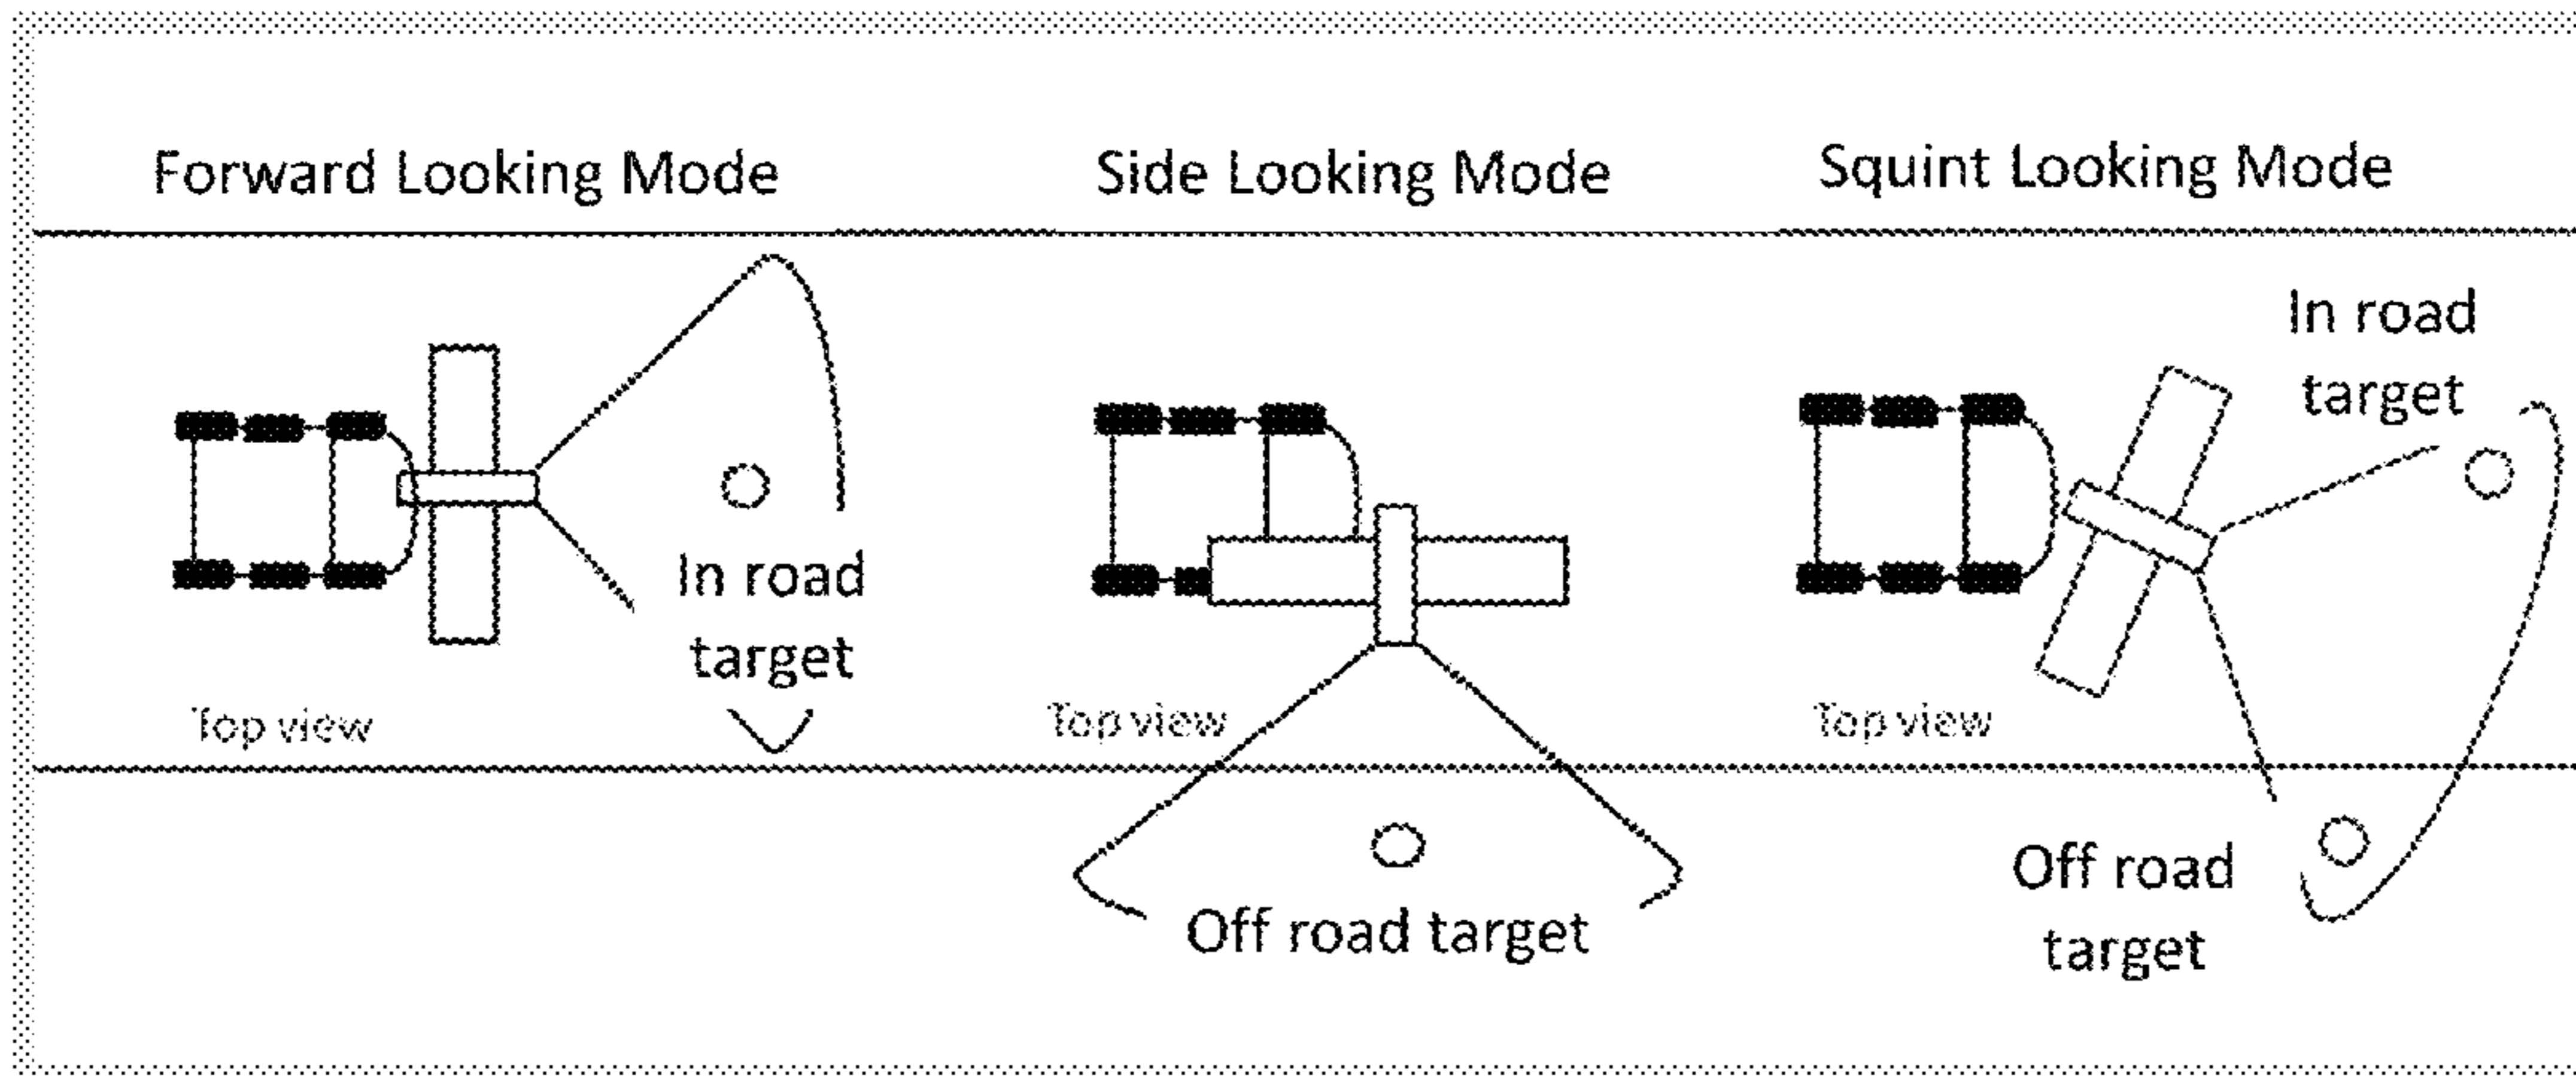 Forward Looking Mode
Side Looking Mode
Squint Looking Mode
In road
target
Top view
Top view
Off road target
In road
target
Top view
Off road
target